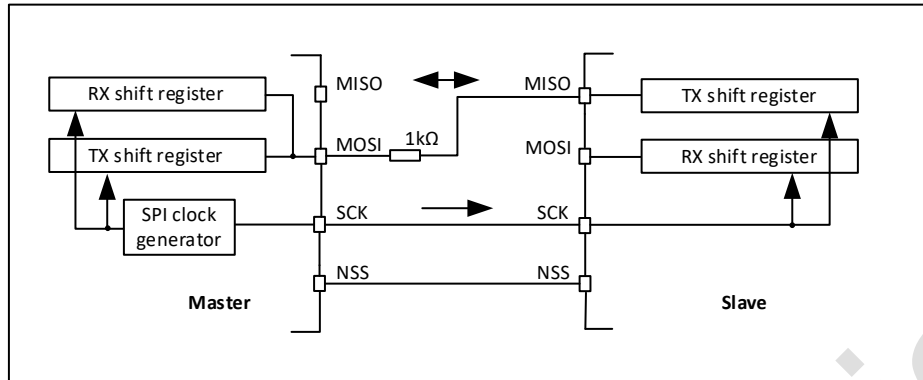 RX shift register
MISO
MISO
TX shift register
TX shift register
MOSI
1kΩ
MOSI
RX shift register
SPI clock
generator
SCK
SCK
NSS
NSS
Master
Slave